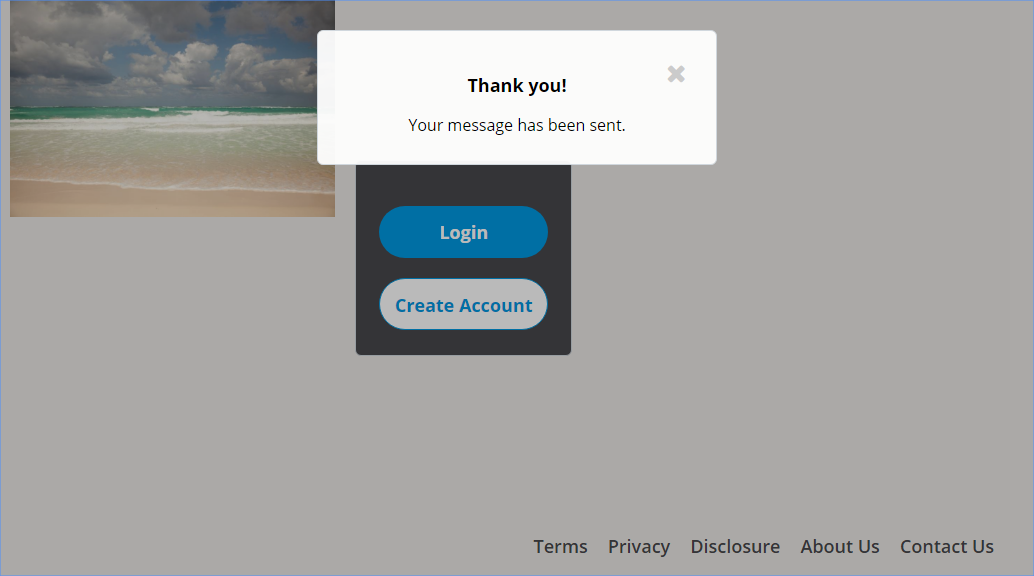 Thank you!
Your message has been sent.
Login
Create Account
Terms Privacy Disclosure About Us Contact Us